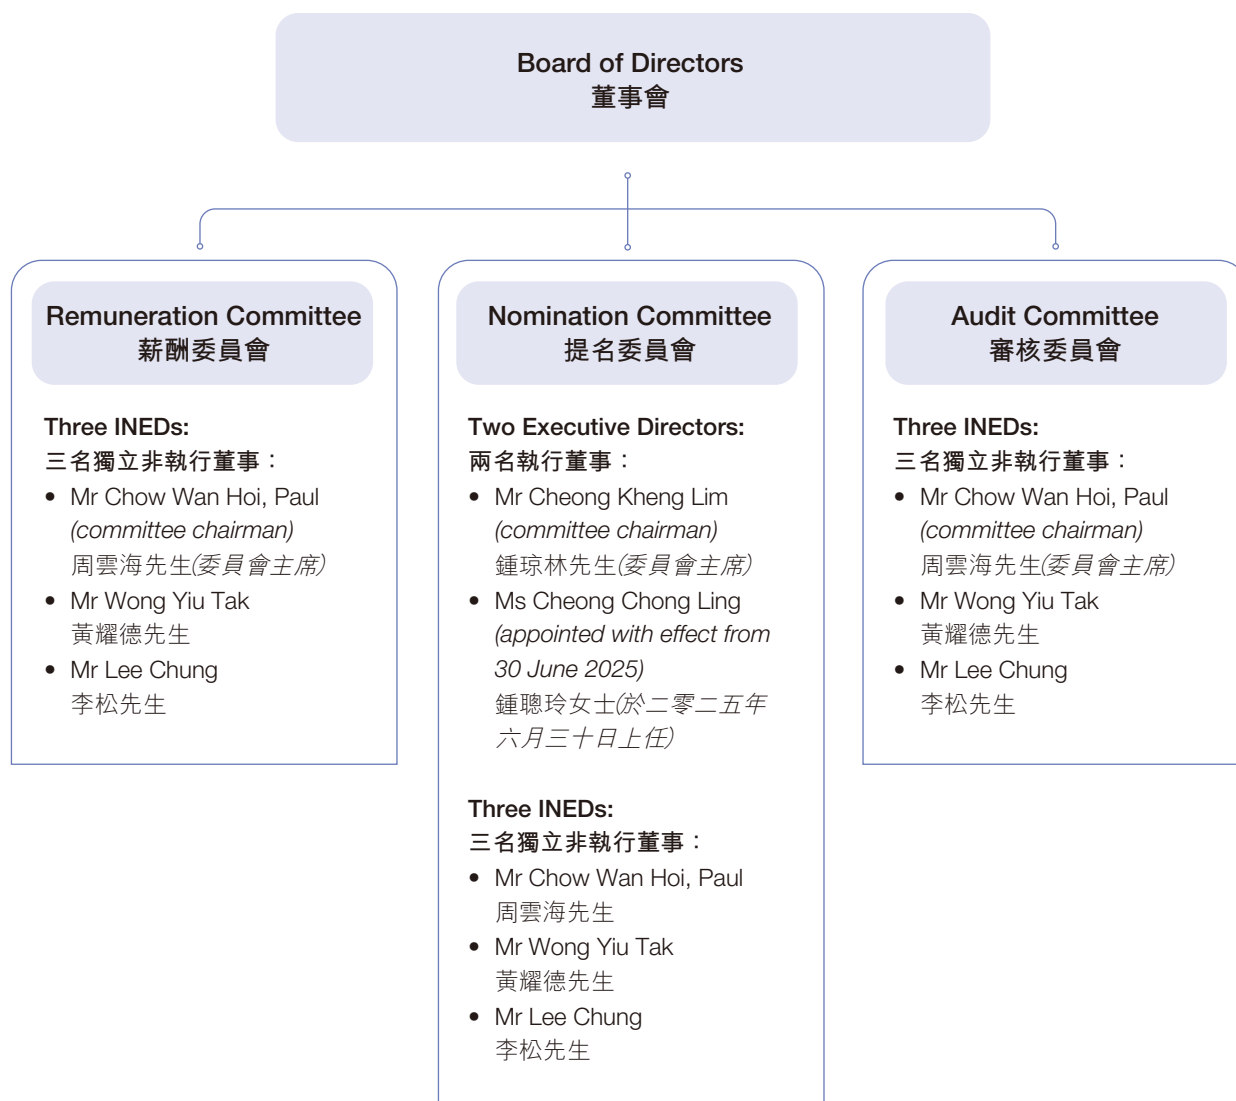 Board of Directors
董事會
Remuneration Committee
薪酬委員會
Three INEDs:
三名獨立非執行董事：
• Mr Chow Wan Hoi, Paul
(committee chairman)
周雲海先生(委員會主席)
• Mr Wong Yiu Tak
黃耀德先生
• Mr Lee Chung
李松先生
Nomination Committee
提名委員會
Two Executive Directors:
兩名執行董事：
• Mr Cheong Kheng Lim
(committee chairman)
鍾琼林先生(委員會主席)
• Ms Cheong Chong Ling
(appointed with effect from
30 June 2025)
鍾聰玲女士(於二零二五年
六月三十日上任)
Three INEDs:
三名獨立非執行董事：
• Mr Chow Wan Hoi, Paul
周雲海先生
• Mr Wong Yiu Tak
黃耀德先生
• Mr Lee Chung
李松先生
Audit Committee
審核委員會
Three INEDs:
三名獨立非執行董事：
• Mr Chow Wan Hoi, Paul
(committee chairman)
周雲海先生(委員會主席)
• Mr Wong Yiu Tak
黃耀德先生
• Mr Lee Chung
李松先生